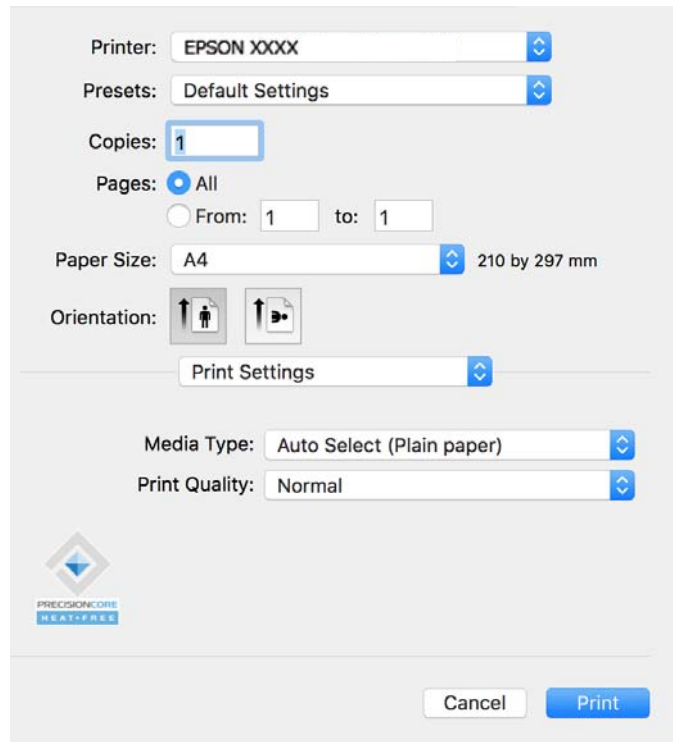 Printer: EPSON XXXX
Presets: Default Settings
Copies: 1
Pages: All
From: 1 to: 1
Paper Size: A4 210 by 297 mm
Orientation:
Print Settings
Media Type: Auto Select (Plain paper)
Print Quality: Normal
PRECISIONCORE
HEAT-FREE
Cancel Print